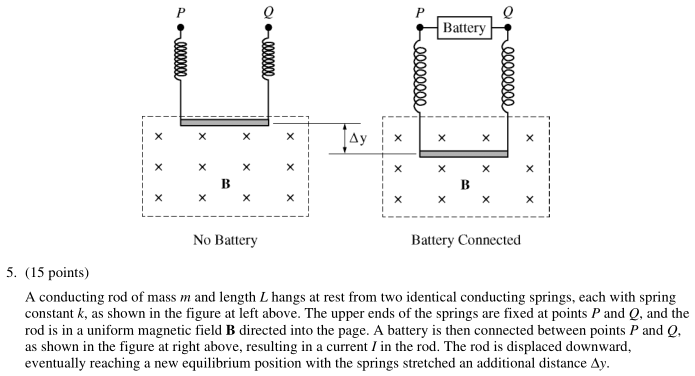 P Q P Q
Battery
Δy
× × × × × × × ×
× × × × × × × ×
B B
× × × × × × × ×
No Battery Battery Connected
5. (15 points)
A conducting rod of mass m and length L hangs at rest from two identical conducting springs, each with spring
constant k, as shown in the figure at left above. The upper ends of the springs are fixed at points P and Q, and the
rod is in a uniform magnetic field B directed into the page. A battery is then connected between points P and Q,
as shown in the figure at right above, resulting in a current I in the rod. The rod is displaced downward,
eventually reaching a new equilibrium position with the springs stretched an additional distance Δy.